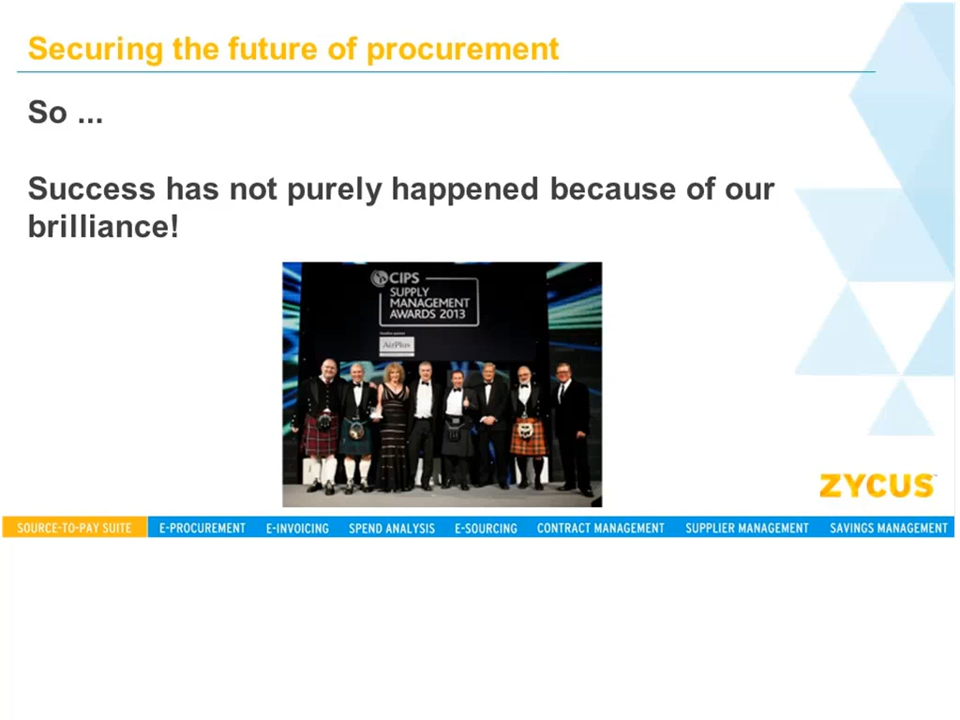 Securing the future of procurement
So ...
Success has not purely happened because of our
brilliance!
CIPS
SUPPLY
MANAGEMENT
AWARDS 2013
AirPlus
ZYCUS
SOURCE-TO-PAY SUITE E-PROCUREMENT E-INVOICING SPEND ANALYSIS E-SOURCING CONTRACT MANAGEMENT SUPPLIER MANAGEMENT SAVINGS MANAGEMENT